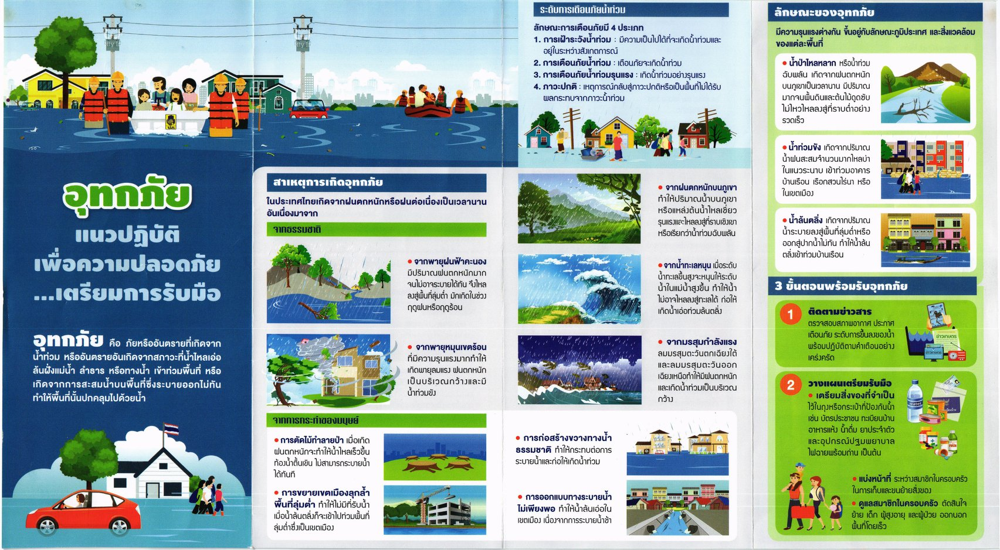 อุทกภัย
แนวปฏิบัติ
เพื่อความปลอดภัย
...เตรียมการรับมือ
อุทกภัย คือ ภัยหรืออันตรายที่เกิดจาก
น้ำท่วม หรืออันตรายอันเกิดจากสภาวะที่น้ำไหลเอ่อ
ล้นฝั่งแม่น้ำ ลำธาร หรือทางน้ำ เข้าท่วมพื้นที่ หรือ
เกิดจากการสะสมน้ำบนพื้นที่ซึ่งระบายออกไม่ทัน
ทำให้พื้นที่นั้นปกคลุมไปด้วยน้ำ
สาเหตุการเกิดอุทกภัย
ในประเทศไทยเกิดจากฝนตกหนักหรือฝนต่อเนื่องเป็นเวลานาน
อันเนื่องมาจาก
จากธรรมชาติ
• จากพายุฝนฟ้าคะนอง
มีปริมาณฝนตกหนักมาก
จนไม่อาจระบายได้ทัน จึงไหล
ลงสู่พื้นที่ลุ่มต่ำ มักเกิดในช่วง
ฤดูฝนหรือฤดูร้อน
• จากพายุหมุนเขตร้อน
ที่มีความรุนแรงมากทำให้
เกิดพายุลมแรง ฝนตกหนัก
เป็นบริเวณกว้างและมี
น้ำท่วมขัง
จากการกระทำของมนุษย์
• การตัดไม้ทำลายป่า เมื่อเกิด
ฝนตกหนักจะทำให้น้ำไหลเร็วขึ้น
ท้องน้ำตื้นเขิน ไม่สามารถระบายน้ำ
ได้ทันที
• การขยายเขตเมืองลุกล้ำ
พื้นที่ลุ่มต่ำ ทำให้ไม่มีที่รับน้ำ
เมื่อน้ำล้นตลิ่งก็จะเข้าไปท่วมพื้นที่
ลุ่มต่ำซึ่งเป็นเขตเมือง
ระดับการเตือนภัยน้ำท่วม
ลักษณะการเตือนภัยมี 4 ประเภท
1. การเฝ้าระวังน้ำท่วม : มีความเป็นไปได้ที่จะเกิดน้ำท่วมและ
อยู่ในระหว่างสังเกตการณ์
2. การเตือนภัยน้ำท่วม : เตือนภัยจะเกิดน้ำท่วม
3. การเตือนภัยน้ำท่วมรุนแรง : เกิดน้ำท่วมอย่างรุนแรง
4. ภาวะปกติ : เหตุการณ์กลับสู่ภาวะปกติหรือเป็นพื้นที่ไม่ได้รับ
ผลกระทบจากภาวะน้ำท่วม
• จากฝนตกหนักบนภูเขา
ทำให้ปริมาณน้ำบนภูเขา
หรือแหล่งต้นน้ำไหลเชี่ยว
รุนแรงและไหลลงสู่ที่ราบเชิงเขา
หรือเรียกว่าน้ำท่วมฉับพลัน
• จากน้ำทะเลหนุน เมื่อระดับ
น้ำทะเลขึ้นสูงจะหนุนให้ระดับ
น้ำในแม่น้ำสูงขึ้น ทำให้น้ำ
ไม่อาจไหลลงสู่ทะเลได้ ก่อให้
เกิดน้ำเอ่อท่วมล้นตลิ่ง
• จากมรสุมกำลังแรง
ลมมรสุมตะวันตกเฉียงใต้
และลมมรสุมตะวันออก
เฉียงเหนือทำให้มีฝนตกหนัก
และเกิดน้ำท่วมเป็นบริเวณ
กว้าง
• การก่อสร้างขวางทางน้ำ
ธรรมชาติ ทำให้กระทบต่อการ
ระบายน้ำและก่อให้เกิดน้ำท่วม
• การออกแบบทางระบายน้ำ
ไม่เพียงพอ ทำให้น้ำล้นเอ่อใน
เขตเมือง เนื่องจากการระบายน้ำช้า
ลักษณะของอุทกภัย
มีความรุนแรงต่างกัน ขึ้นอยู่กับลักษณะภูมิประเทศ และสิ่งแวดล้อม
ของแต่ละพื้นที่
• น้ำป่าไหลหลาก หรือน้ำท่วม
ฉับพลัน เกิดจากฝนตกหนัก
บนภูเขาเป็นเวลานาน มีปริมาณ
มากจนพื้นดินและต้นไม้ดูดซับ
ไม่ไหวไหลลงสู่ที่ราบต่ำอย่าง
รวดเร็ว
• น้ำท่วมขัง เกิดจากปริมาณ
น้ำฝนสะสมจำนวนมากไหลบ่า
ในแนวระนาบ เข้าท่วมอาคาร
บ้านเรือน เรือกสวนไร่นา หรือ
ในเขตเมือง
• น้ำล้นตลิ่ง เกิดจากปริมาณ
น้ำระบายลงสู่พื้นที่ลุ่มต่ำหรือ
ออกสู่ปากน้ำไม่ทัน ทำให้น้ำล้น
ตลิ่งเข้าท่วมบ้านเรือน
3 ขั้นตอนพร้อมรับอุทกภัย
1 ติดตามข่าวสาร
ตรวจสอบสภาพอากาศ ประกาศ
เตือนภัย ระดับการขึ้นลงของน้ำ
พร้อมปฏิบัติตามคำเตือนอย่าง
เคร่งครัด
ข่าวเกษตร
2 วางแผนเตรียมรับมือ
• เตรียมสิ่งของที่จำเป็น
ไว้ในถุงหรือกระเป๋าที่ป้องกันน้ำ
เช่น บัตรประชาชน ทะเบียนบ้าน
อาหารแห้ง น้ำดื่ม ยาประจำตัว
และอุปกรณ์ปฐมพยาบาล
ไฟฉายพร้อมถ่าน เป็นต้น
water
• แบ่งหน้าที่ ระหว่างสมาชิกในครอบครัว
ในการเก็บและขนย้ายสิ่งของ
• ดูแลสมาชิกในครอบครัว ตัดสินใจ
ย้าย เด็ก ผู้สูงอายุ และผู้ป่วย ออกนอก
พื้นที่โดยเร็ว